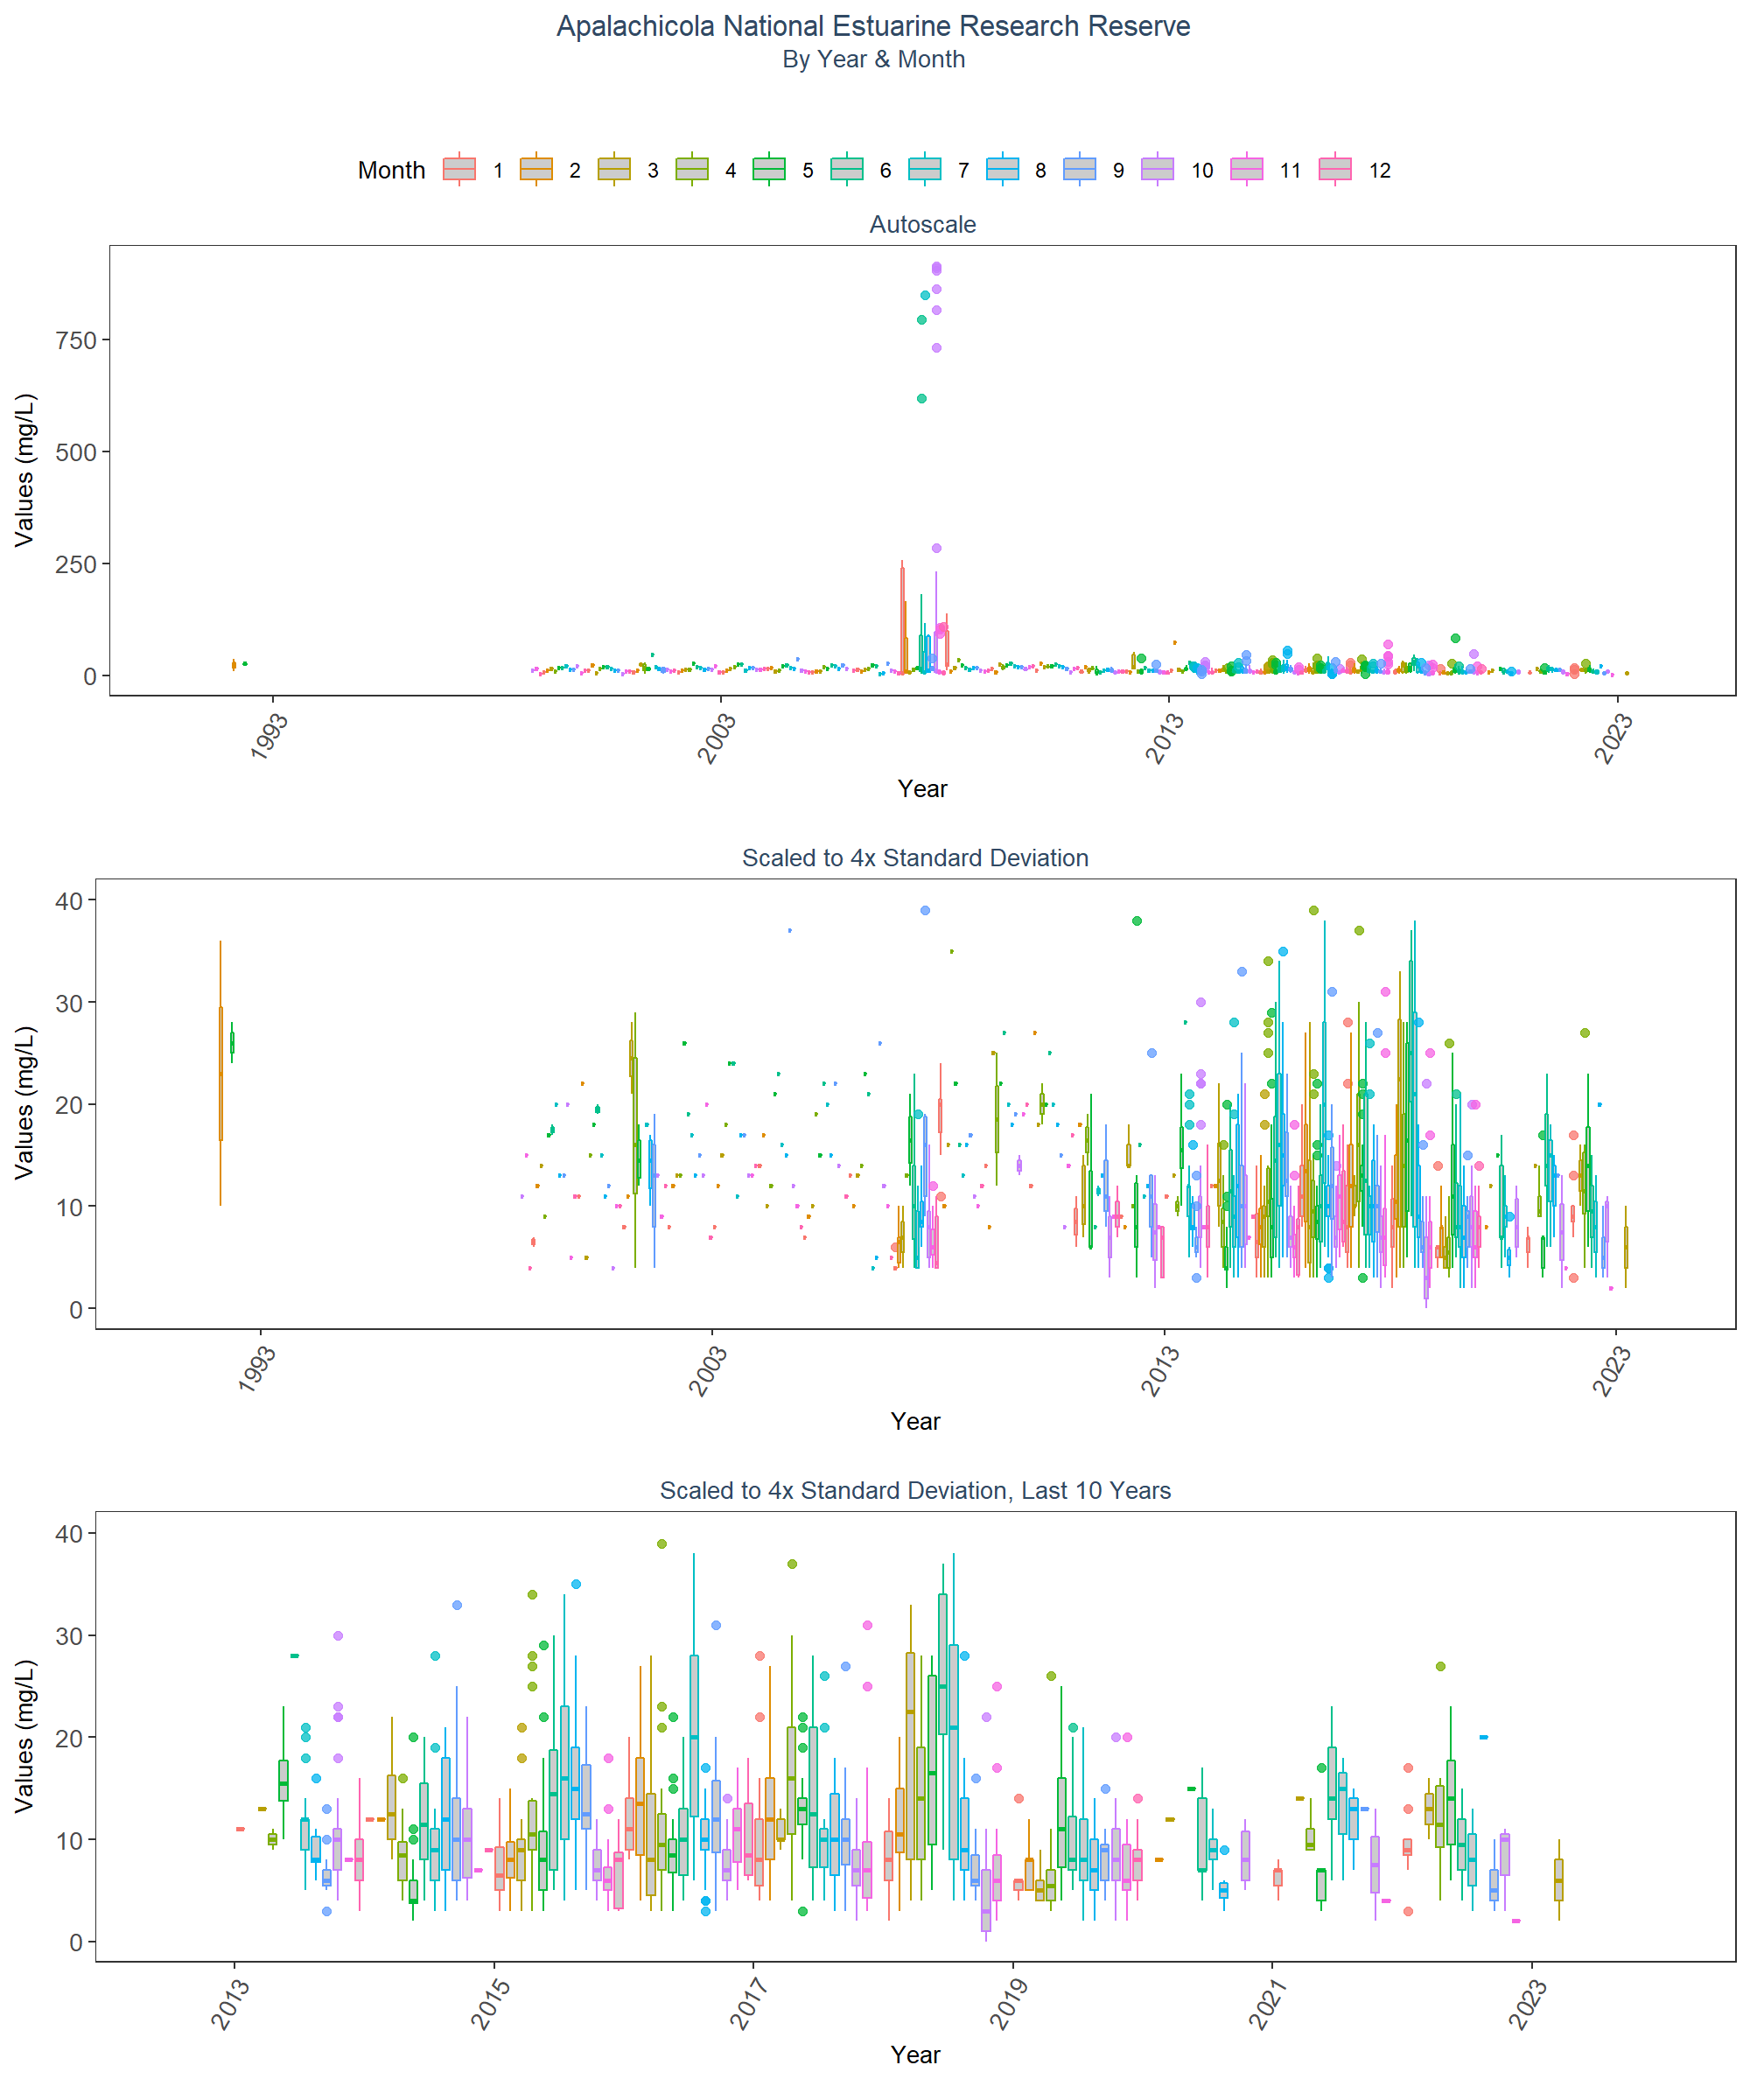 Apalachicola National Estuarine Research Reserve
By Year & Month
Month 1 2 3 4 5 6 7 8 9 10 11 12
Autoscale
Values (mg/L)
750
500
250
0
1993 2003 2013 2023
Year
Scaled to 4x Standard Deviation
Values (mg/L)
40
30
20
10
0
1993 2003 2013 2023
Year
Scaled to 4x Standard Deviation, Last 10 Years
Values (mg/L)
40
30
20
10
0
2013 2015 2017 2019 2021 2023
Year